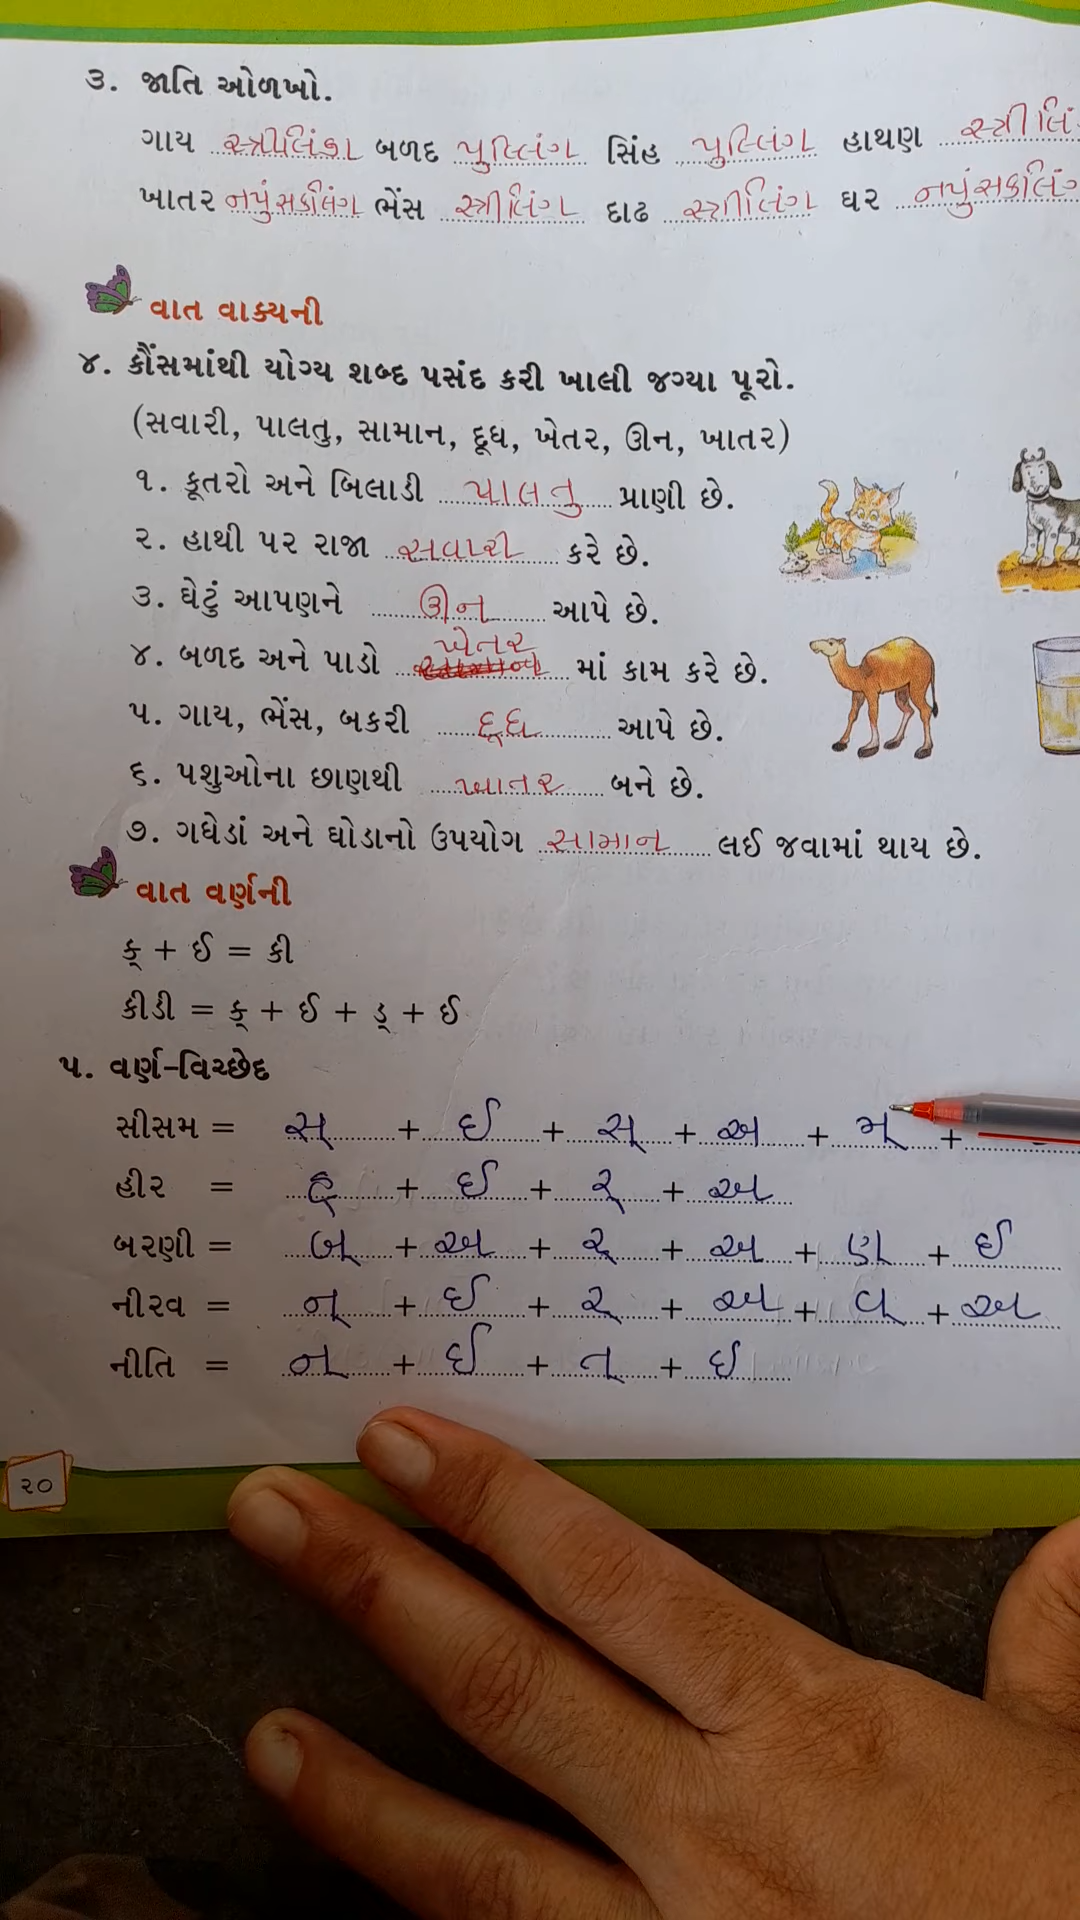 ૩. જાતિ ઓળખો.
ગાય સ્ત્રીલિંગ બળદ પુલ્લિંગ સિંહ પુલ્લિંગ હાથણ સ્ત્રીલિં
ખાતર નપુંસકલિંગ ભેંસ સ્ત્રીલિંગ દાઢ સ્ત્રીલિંગ ઘર નપુંસકલિંગ
વાત વાક્યની
૪. કૌંસમાંથી યોગ્ય શબ્દ પસંદ કરી ખાલી જગ્યા પૂરો.
(સવારી, પાલતુ, સામાન, દૂધ, ખેતર, ઊન, ખાતર)
૧. કૂતરો અને બિલાડી પાલતુ પ્રાણી છે.
૨. હાથી પર રાજા સવારી કરે છે.
૩. ઘેટું આપણને ઊન આપે છે.
૪. બળદ અને પાડો ખેતર માં કામ કરે છે.
૫. ગાય, ભેંસ, બકરી દૂધ આપે છે.
૬. પશુઓના છાણથી ખાતર બને છે.
૭. ગધેડાં અને ઘોડાનો ઉપયોગ સામાન લઈ જવામાં થાય છે.
વાત વર્ણની
ક્ + ઈ = કી
કીડી = ક્ + ઈ + ડ્ + ઈ
૫. વર્ણ-વિચ્છેદ
સીસમ = સ્ + ઈ + સ્ + અ + મ્ +
હીર = હ્ + ઈ + ર્ + અ
બરણી = બ્ + અ + ર્ + અ + ણ્ + ઈ
નીરવ = ન્ + ઈ + ર્ + અ + વ્ + અ
નીતિ = ન્ + ઈ + ત્ + ઇ
૨૦